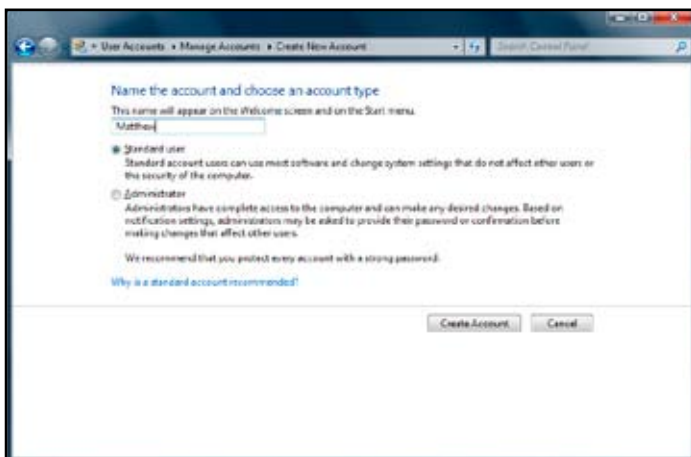 User Accounts ▸ Manage Accounts ▸ Create New Account
Search Control Panel
Name the account and choose an account type
This name will appear on the Welcome screen and on the Start menu.
Matthew
Standard user
Standard account users can use most software and change system settings that do not affect other users or
the security of the computer.
Administrator
Administrators have complete access to the computer and can make any desired changes. Based on
notification settings, administrators may be asked to provide their password or confirmation before
making changes that affect other users.
We recommend that you protect every account with a strong password.
Why is a standard account recommended?
Create Account
Cancel